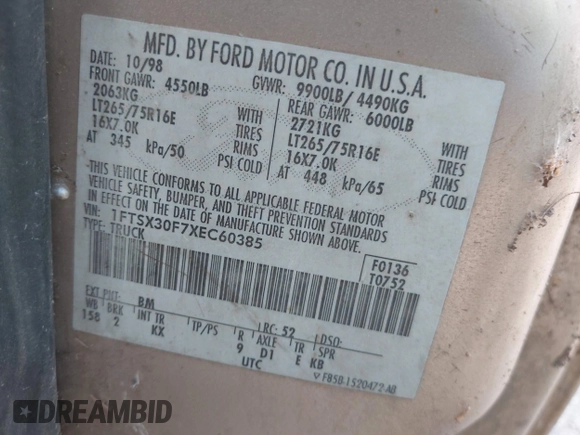 MFD. BY FORD MOTOR CO. IN U.S.A.
10/98 GVWR: 9900LB/ 4490KG
FRONT GAWR: 4550LB REAR GAWR: 6000LB
2063KG WITH 2721KG WITH
LT265/75R16E TIRES LT265/75R16E TIRES
16X7.0K RIMS 16X7.0K RIMS
AT 345 kPa/50 PSI COLD AT 448 kPa/65 PSI COLD
THIS VEHICLE CONFORMS TO ALL APPLICABLE FEDERAL MOTOR
VEHICLE SAFETY, BUMPER, AND THEFT PREVENTION STANDARDS
IN EFFECT ON THE DATE OF MANUFACTURE SHOWN ABOVE.
VIN: 1FTSX30F7XEC60385
TYPE: TRUCK
F0136
T0752
EXT PNT: BM RC: 52 DSO:
WB BRK INT TR TP/PS R AXLE TR SPR
158 2 KX 9 D1 E KB
UTC
V F85B-1520472-AB
DREAMBID